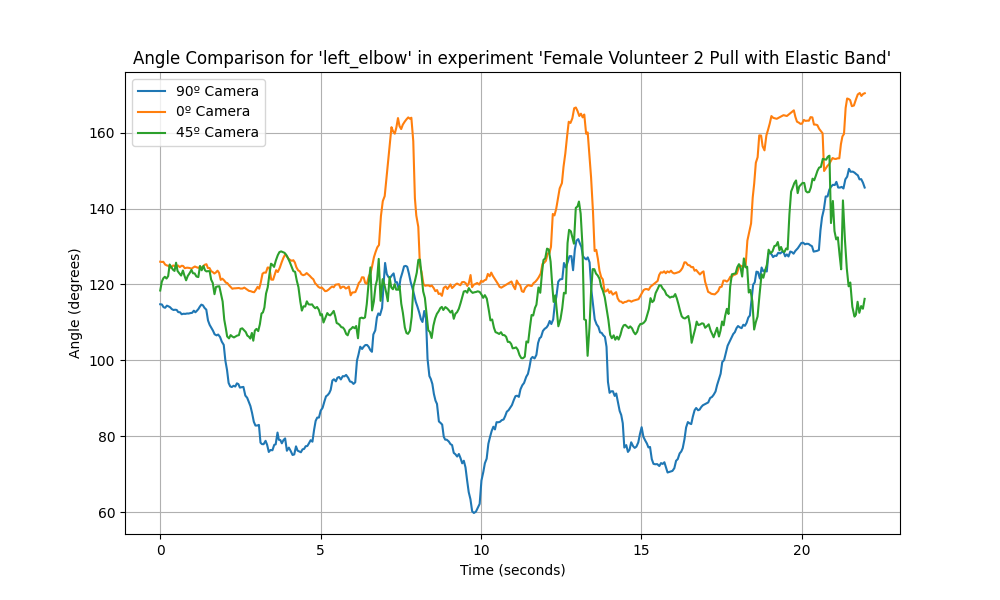 Angle Comparison for 'left_elbow' in experiment 'Female Volunteer 2 Pull with Elastic Band'
90º Camera
0º Camera
45º Camera
160
140
120
100
80
60
Angle (degrees)
0 5 10 15 20
Time (seconds)